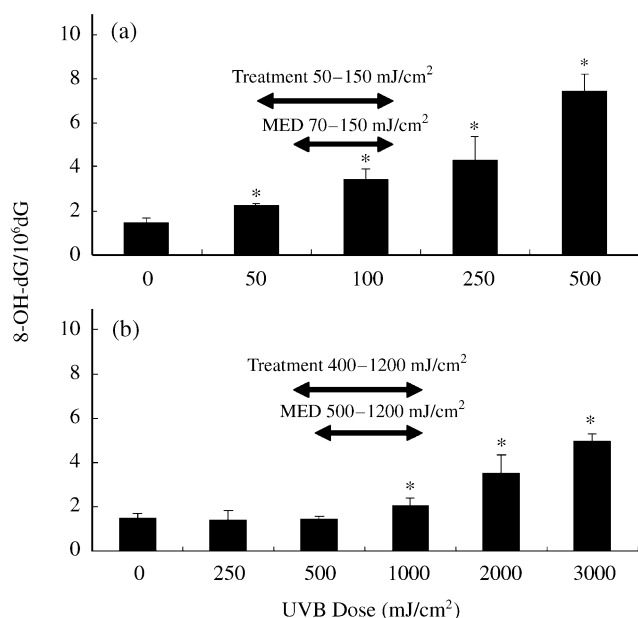 8-OH-dG/10⁶dG
(a)
10
8
6
4
2
0
Treatment 50–150 mJ/cm²
MED 70–150 mJ/cm²
*
*
*
*
0 50 100 250 500
(b)
10
8
6
4
2
0
Treatment 400–1200 mJ/cm²
MED 500–1200 mJ/cm²
*
*
*
0 250 500 1000 2000 3000
UVB Dose (mJ/cm²)